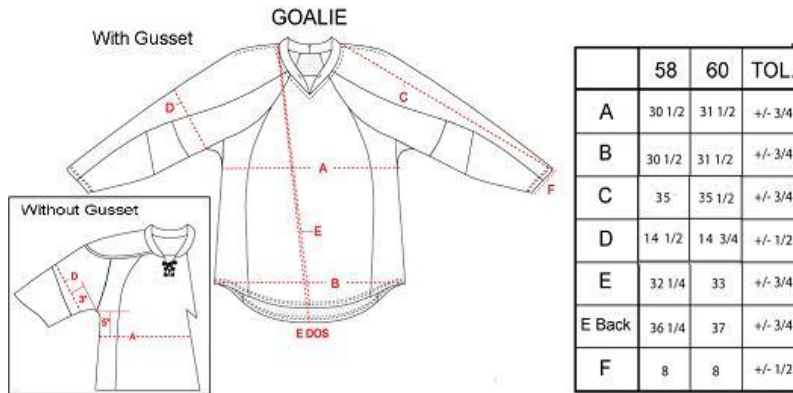 GOALIE
With Gusset
D
C
A
F
E
B
E DOS
Without Gusset
D
3"
5"
A
58 60 TOL.
A 30 1/2 31 1/2 +/- 3/4
B 30 1/2 31 1/2 +/- 3/4
C 35 35 1/2 +/- 3/4
D 14 1/2 14 3/4 +/- 1/2
E 32 1/4 33 +/- 3/4
E Back 36 1/4 37 +/- 3/4
F 8 8 +/- 1/2